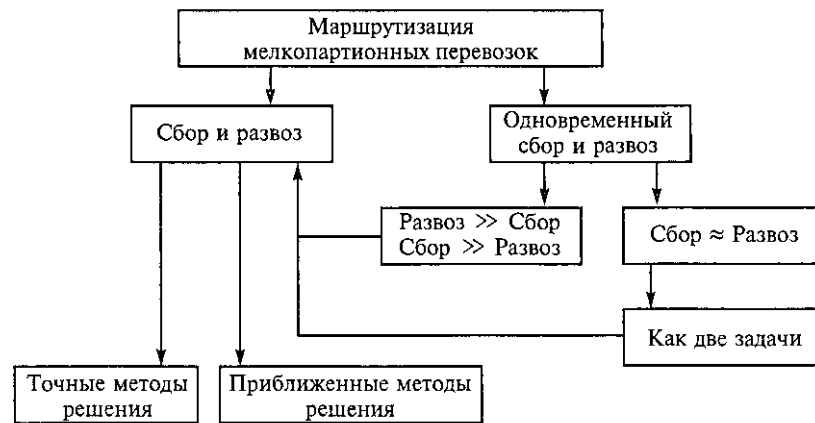 Маршрутизация
мелкопартионных перевозок
Сбор и развоз
Одновременный
сбор и развоз
Развоз >> Сбор
Сбор >> Развоз
Сбор ≈ Развоз
Как две задачи
Точные методы
решения
Приближенные методы
решения